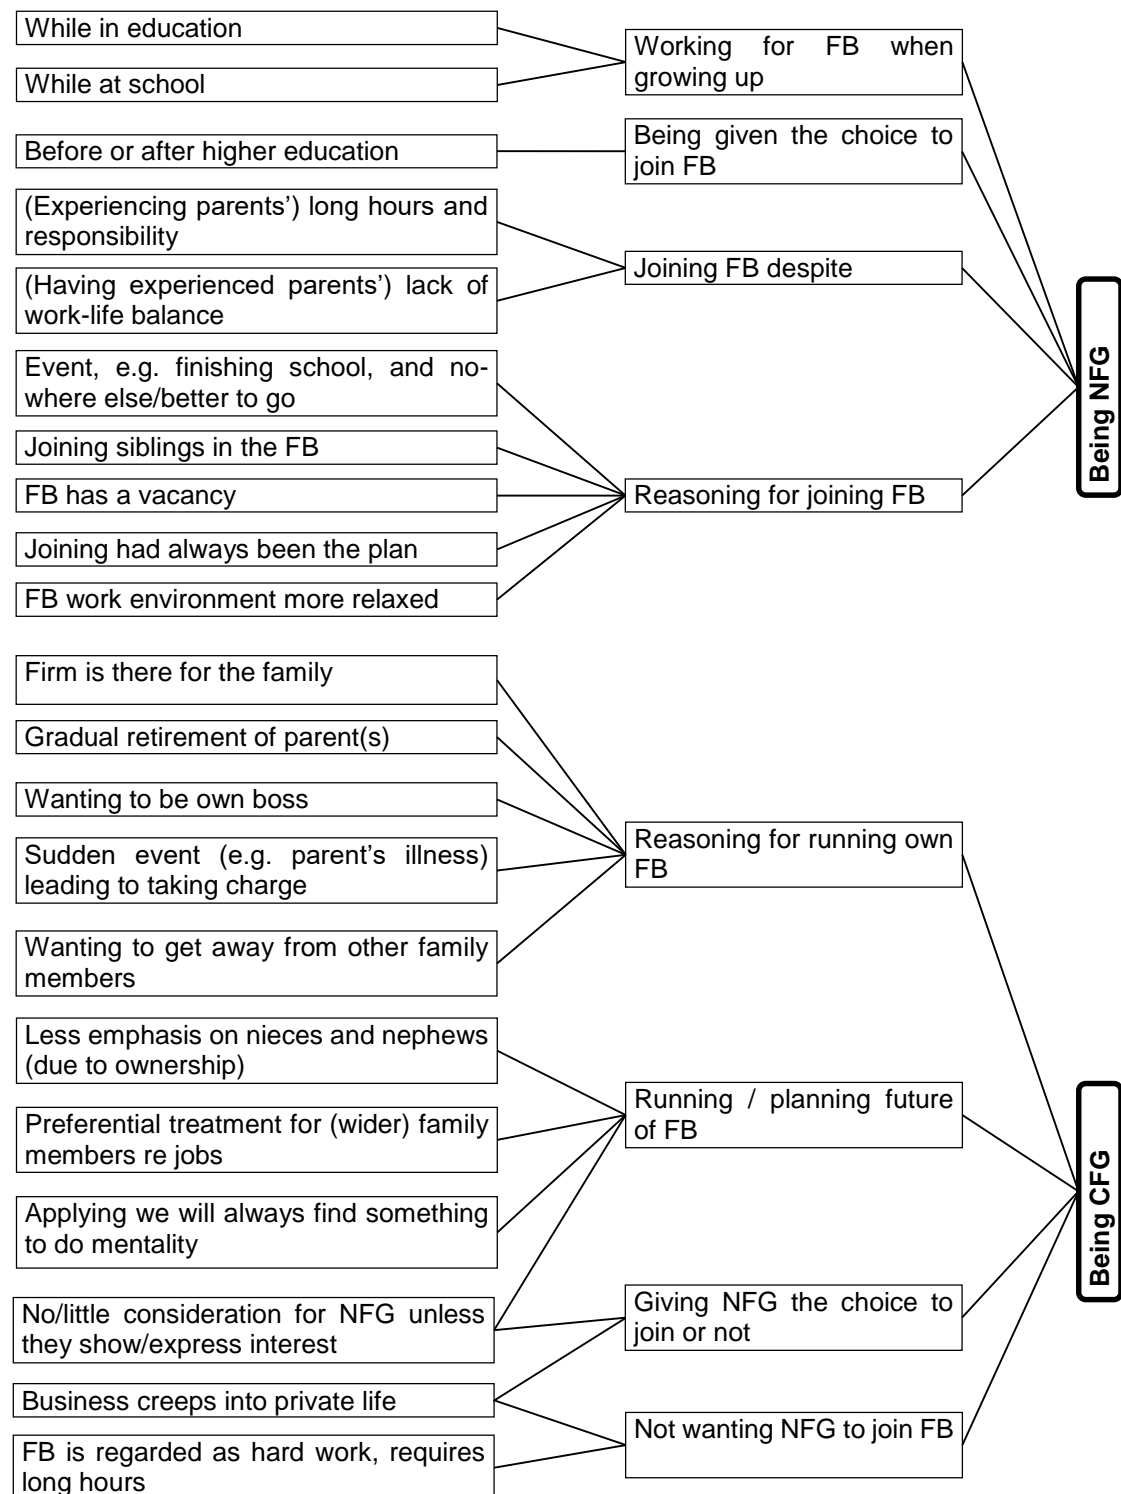 While in education
While at school
Before or after higher education
(Experiencing parents') long hours and
responsibility
(Having experienced parents') lack of
work-life balance
Event, e.g. finishing school, and no-
where else/better to go
Joining siblings in the FB
FB has a vacancy
Joining had always been the plan
FB work environment more relaxed
Working for FB when
growing up
Being given the choice to
join FB
Joining FB despite
Reasoning for joining FB
Being NFG
Firm is there for the family
Gradual retirement of parent(s)
Wanting to be own boss
Sudden event (e.g. parent's illness)
leading to taking charge
Wanting to get away from other family
members
Less emphasis on nieces and nephews
(due to ownership)
Preferential treatment for (wider) family
members re jobs
Applying we will always find something
to do mentality
No/little consideration for NFG unless
they show/express interest
Business creeps into private life
FB is regarded as hard work, requires
long hours
Reasoning for running own
FB
Running / planning future
of FB
Giving NFG the choice to
join or not
Not wanting NFG to join FB
Being CFG